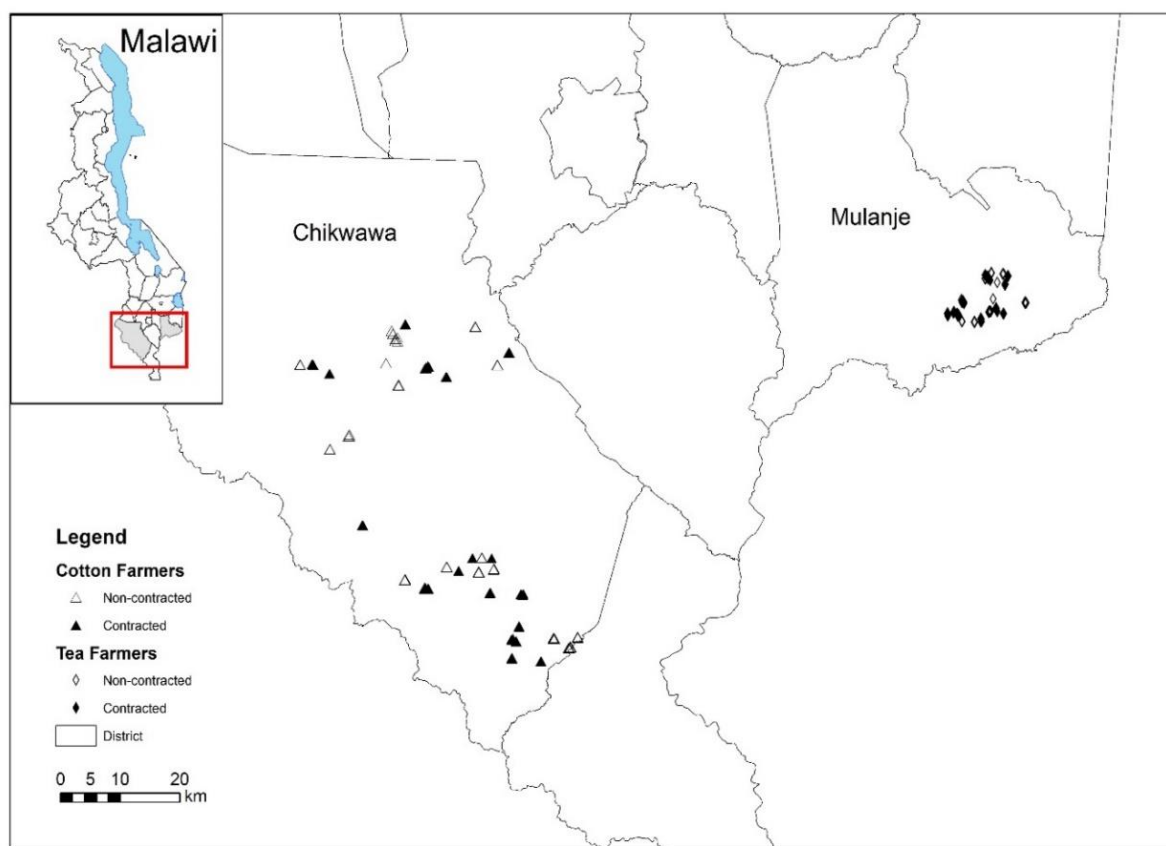 Malawi
Chikwawa
Mulanje
Legend
Cotton Farmers
Non-contracted
Contracted
Tea Farmers
Non-contracted
Contracted
District
0 5 10 20
km